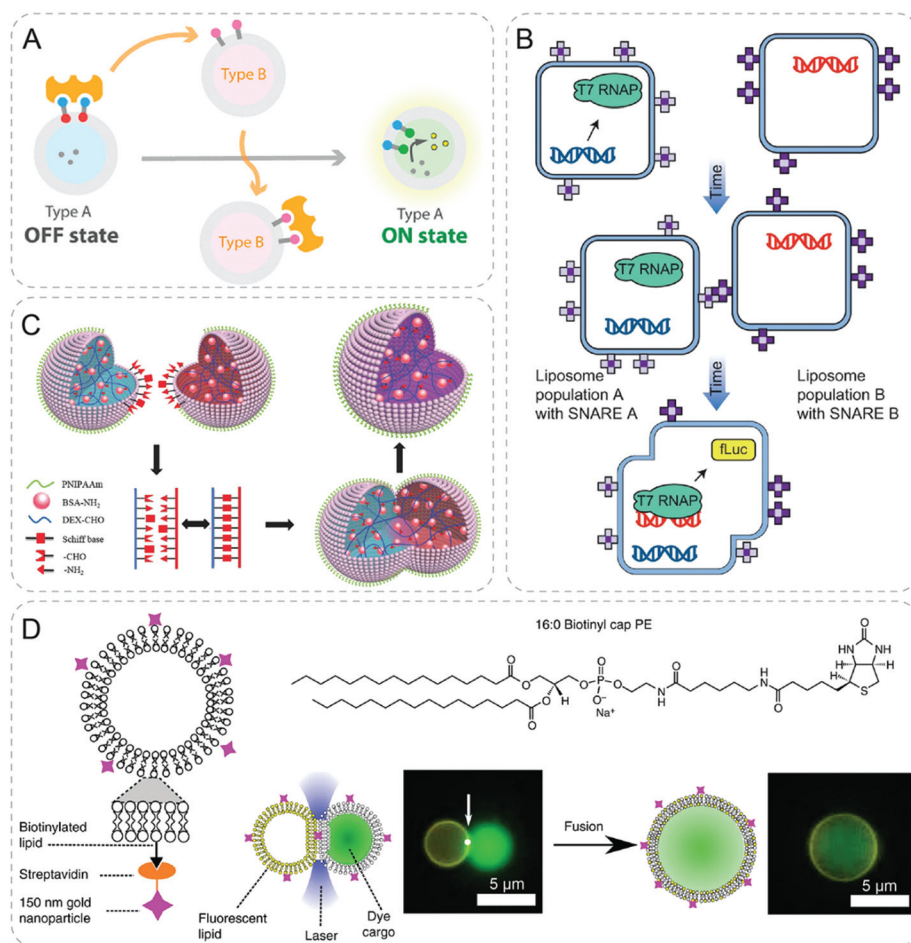 A
Type B
Type A
OFF state
Type B
Type A
ON state
B
T7 RNAP
Time
T7 RNAP
Liposome
population A
with SNARE A
Time
Liposome
population B
with SNARE B
fLuc
T7 RNAP
C
PNIPAAm
BSA-NH₂
DEX-CHO
Schiff base
-CHO
-NH₂
D
16:0 Biotinyl cap PE
O
O
O
O
P
O
O⁻
Na⁺
O
O
H
N
O
N
H
O
O
HN
NH
H
H
S
Biotinylated
lipid
Streptavidin
150 nm gold
nanoparticle
Fluorescent
lipid
Laser
Dye
cargo
5 μm
Fusion
5 μm